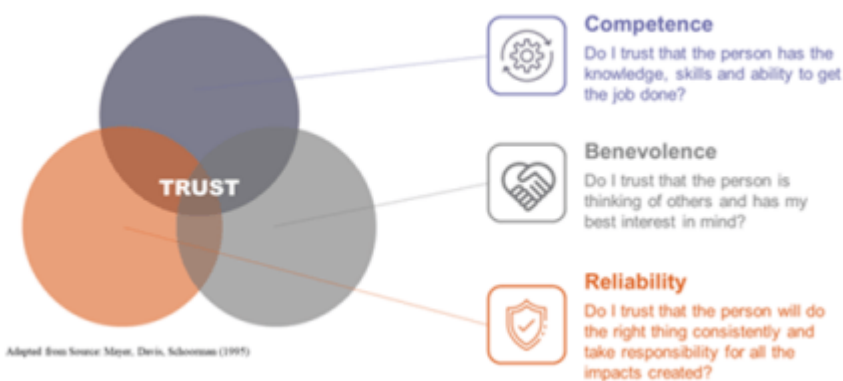 TRUST
Competence
Do I trust that the person has the
knowledge, skills and ability to get
the job done?
Benevolence
Do I trust that the person is
thinking of others and has my
best interest in mind?
Reliability
Do I trust that the person will do
the right thing consistently and
take responsibility for all the
impacts created?
Adapted from Source: Mayer, Davis, Schoorman (1995)